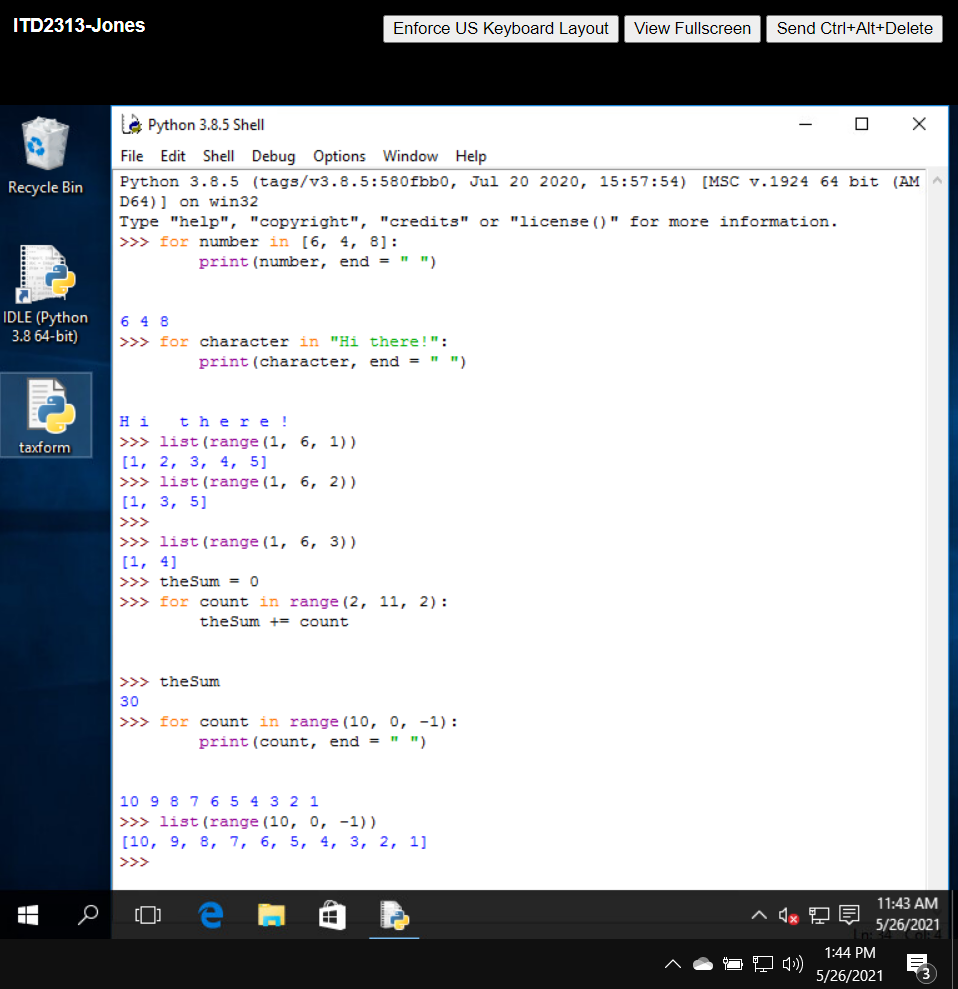 ITD2313-Jones
Enforce US Keyboard Layout View Fullscreen Send Ctrl+Alt+Delete
Recycle Bin
IDLE (Python
3.8 64-bit)
taxform
Python 3.8.5 Shell
File Edit Shell Debug Options Window Help
Python 3.8.5 (tags/v3.8.5:580fbb0, Jul 20 2020, 15:57:54) [MSC v.1924 64 bit (AM
D64)] on win32
Type "help", "copyright", "credits" or "license()" for more information.
>>> for number in [6, 4, 8]:
        print(number, end = " ")
6 4 8
>>> for character in "Hi there!":
        print(character, end = " ")
H i   t h e r e !
>>> list(range(1, 6, 1))
[1, 2, 3, 4, 5]
>>> list(range(1, 6, 2))
[1, 3, 5]
>>>
>>> list(range(1, 6, 3))
[1, 4]
>>> theSum = 0
>>> for count in range(2, 11, 2):
        theSum += count
>>> theSum
30
>>> for count in range(10, 0, -1):
        print(count, end = " ")
10 9 8 7 6 5 4 3 2 1
>>> list(range(10, 0, -1))
[10, 9, 8, 7, 6, 5, 4, 3, 2, 1]
>>>
11:43 AM
5/26/2021
1:44 PM
5/26/2021
3